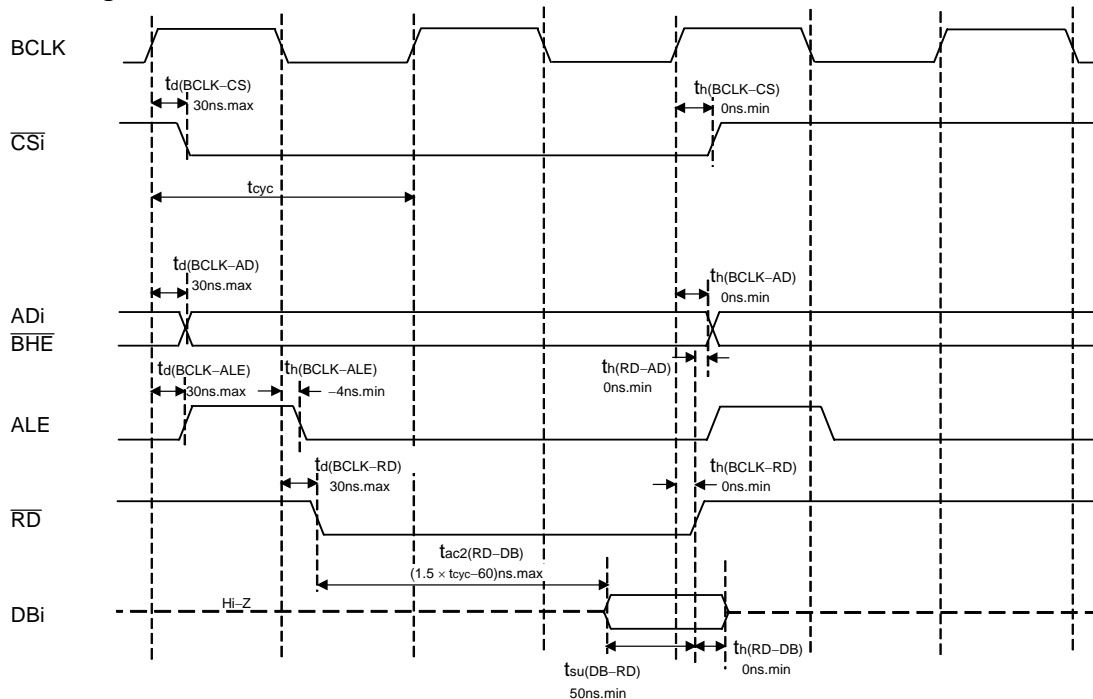 BCLK
td(BCLK–CS)
30ns.max
th(BCLK–CS)
0ns.min
CSi
tcyc
td(BCLK–AD)
30ns.max
th(BCLK–AD)
0ns.min
ADi
BHE
td(BCLK–ALE)
30ns.max
th(BCLK–ALE)
–4ns.min
th(RD–AD)
0ns.min
ALE
td(BCLK–RD)
30ns.max
th(BCLK–RD)
0ns.min
RD
tac2(RD–DB)
(1.5 × tcyc–60)ns.max
Hi–Z
DBi
tsu(DB–RD)
50ns.min
th(RD–DB)
0ns.min